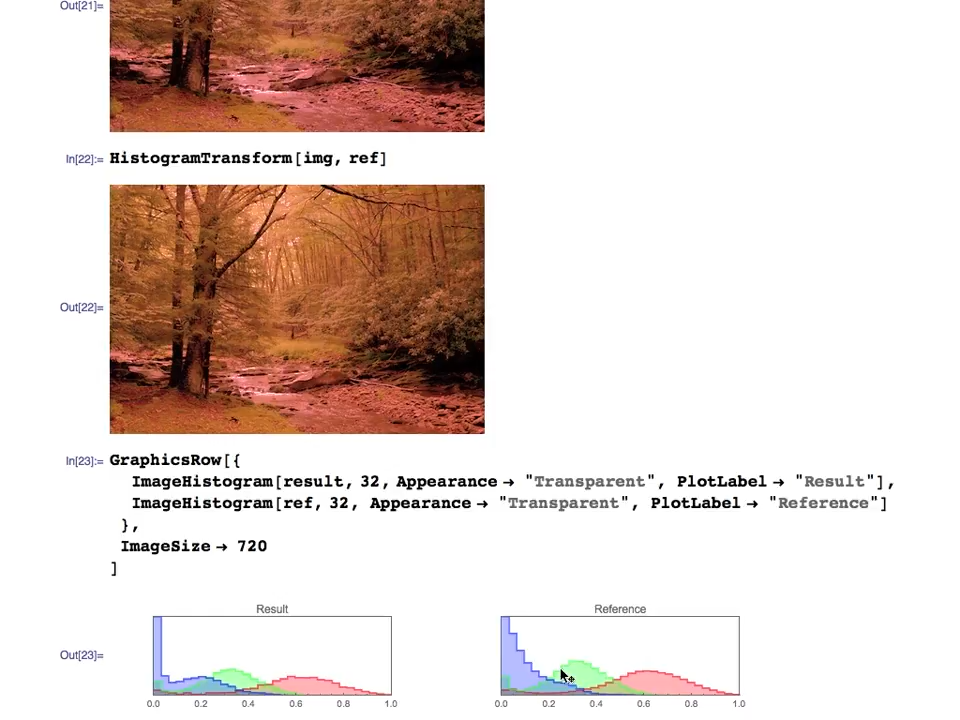 Out[21]=
In[22]:= HistogramTransform[img, ref]
Out[22]=
In[23]:= GraphicsRow[{
ImageHistogram[result, 32, Appearance → "Transparent", PlotLabel → "Result"],
ImageHistogram[ref, 32, Appearance → "Transparent", PlotLabel → "Reference"]
},
ImageSize → 720
]
Out[23]=
Result Reference
0.0 0.2 0.4 0.6 0.8 1.0 0.0 0.2 0.4 0.6 0.8 1.0